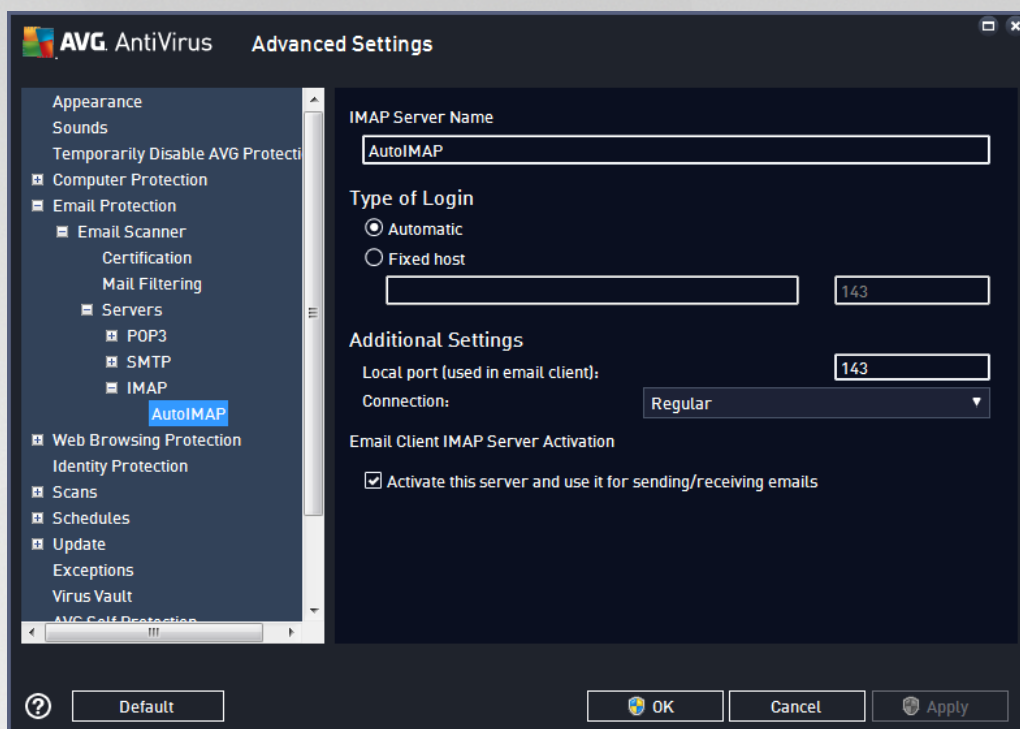 AVG. AntiVirus Advanced Settings
Appearance
Sounds
Temporarily Disable AVG Protecti
Computer Protection
Email Protection
Email Scanner
Certification
Mail Filtering
Servers
POP3
SMTP
IMAP
AutoIMAP
Web Browsing Protection
Identity Protection
Scans
Schedules
Update
Exceptions
Virus Vault
AVG Self Protection
IMAP Server Name
AutoIMAP
Type of Login
Automatic
Fixed host
143
Additional Settings
Local port (used in email client): 143
Connection: Regular
Email Client IMAP Server Activation
Activate this server and use it for sending/receiving emails
? Default OK Cancel Apply